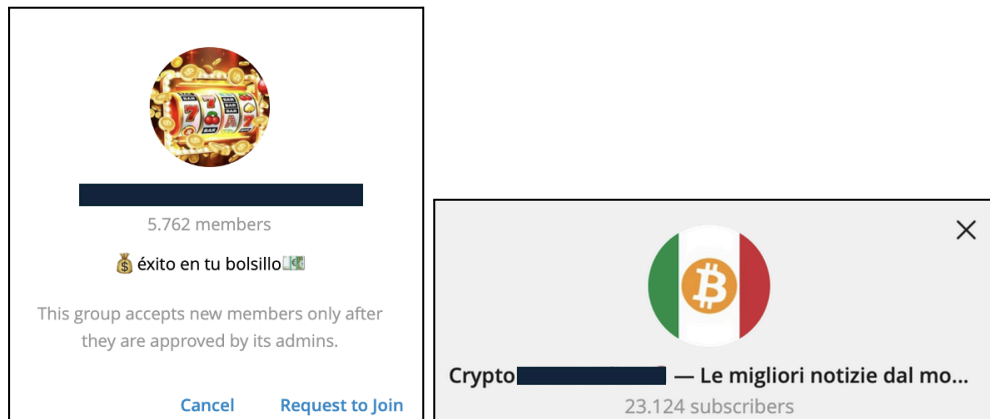 5.762 members
💰 éxito en tu bolsillo💵
This group accepts new members only after
they are approved by its admins.
Cancel Request to Join
Crypto — Le migliori notizie dal mo...
23.124 subscribers